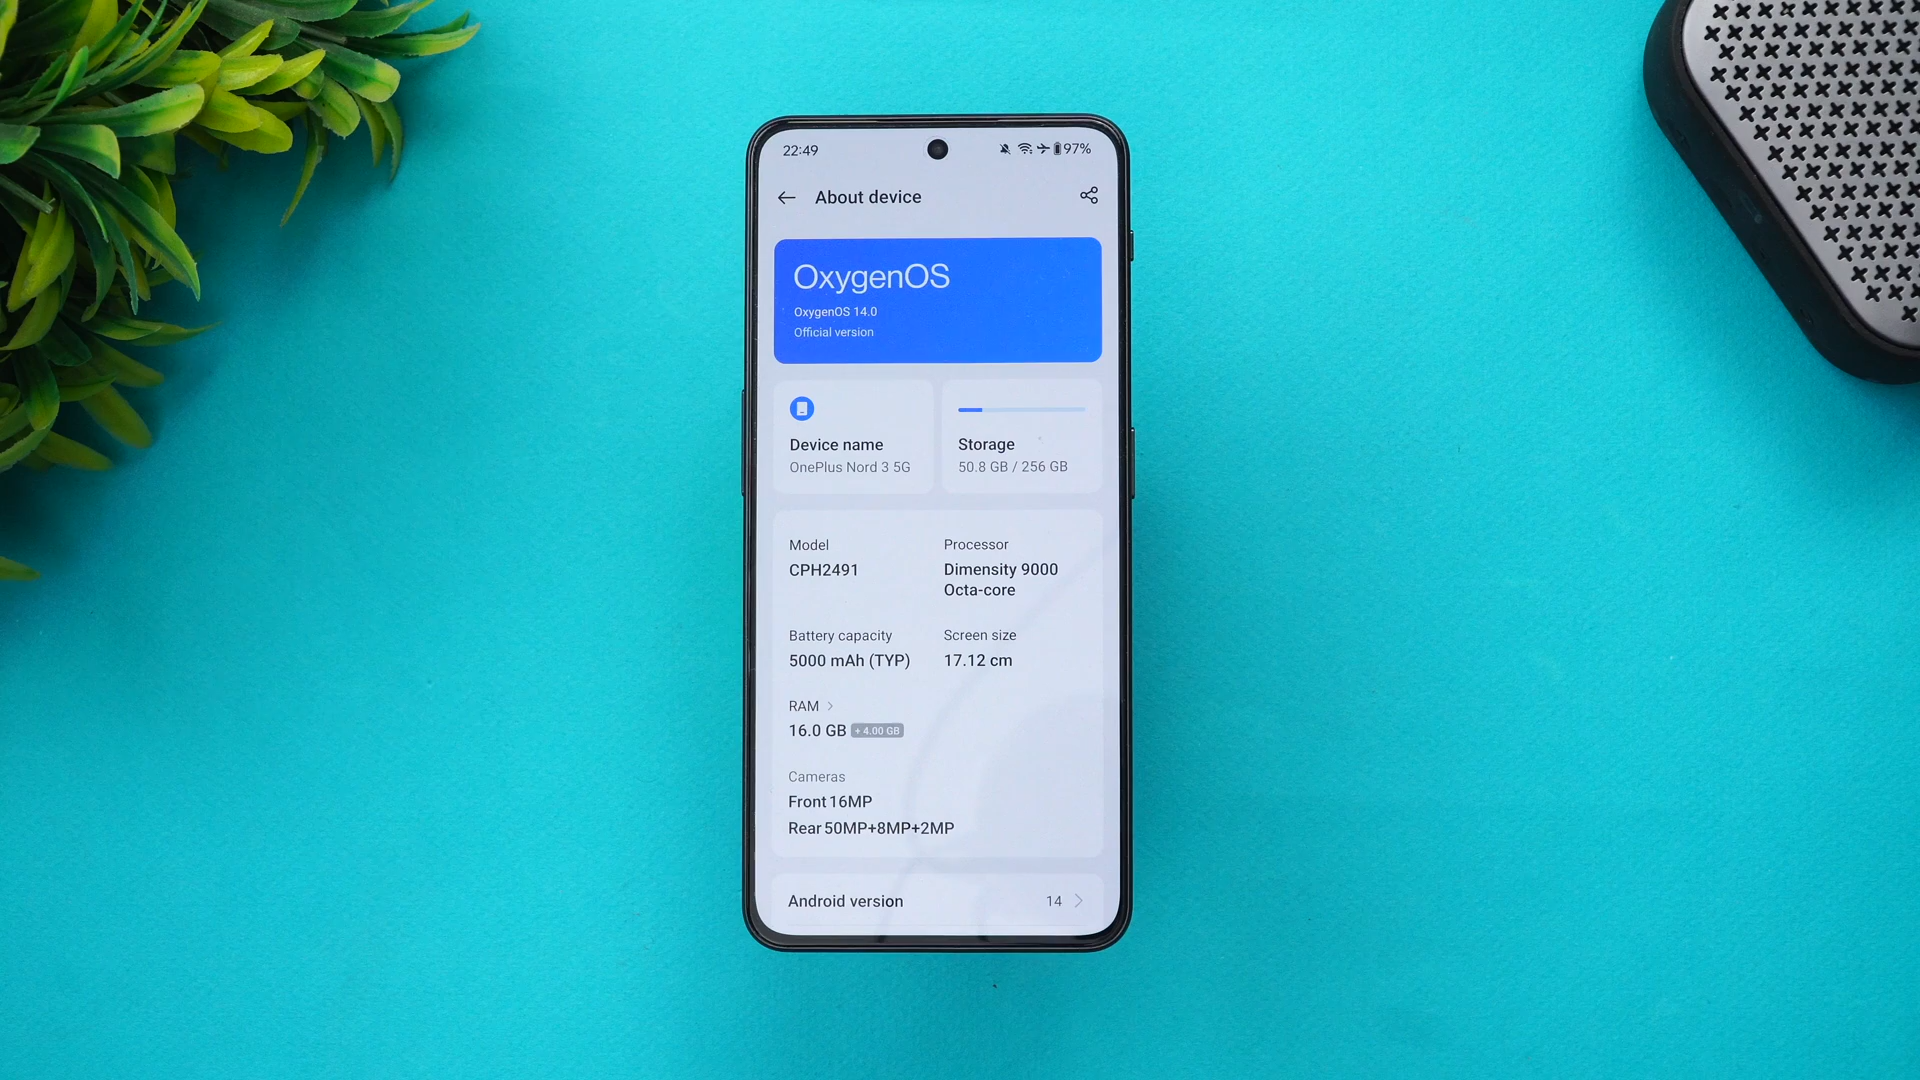 22:49
97%
About device
OxygenOS
OxygenOS 14.0
Official version
Device name
OnePlus Nord 3 5G
Storage
50.8 GB / 256 GB
Model
CPH2491
Processor
Dimensity 9000
Octa-core
Battery capacity
5000 mAh (TYP)
Screen size
17.12 cm
RAM
16.0 GB + 4.00 GB
Cameras
Front 16MP
Rear 50MP+8MP+2MP
Android version 14